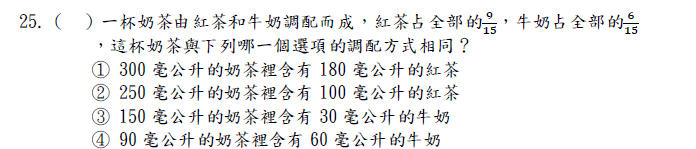 25. (   ) 一杯奶茶由紅茶和牛奶調配而成，紅茶占全部的9/15，牛奶占全部的6/15
，這杯奶茶與下列哪一個選項的調配方式相同？
① 300 毫公升的奶茶裡含有 180 毫公升的紅茶
② 250 毫公升的奶茶裡含有 100 毫公升的紅茶
③ 150 毫公升的奶茶裡含有 30 毫公升的牛奶
④ 90 毫公升的奶茶裡含有 60 毫公升的牛奶